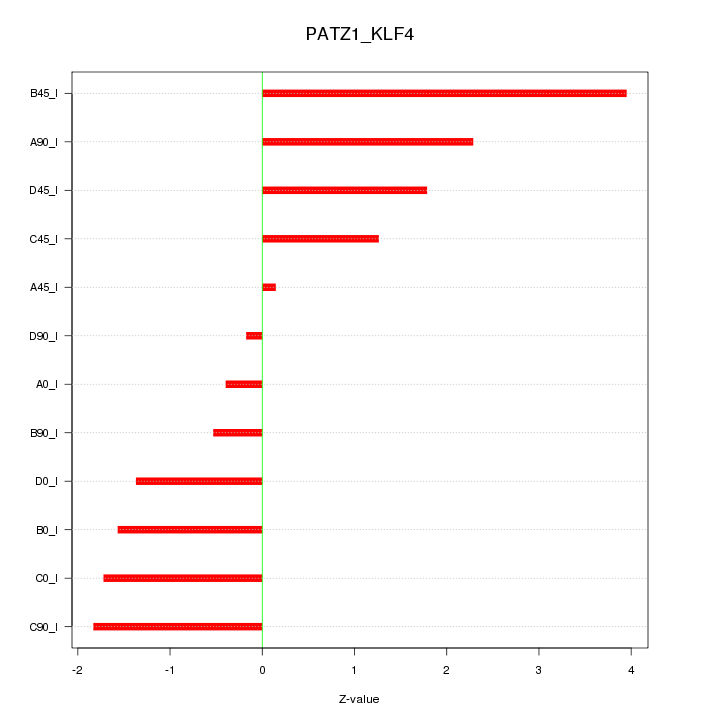 PATZ1_KLF4
B45_I
A90_I
D45_I
C45_I
A45_I
D90_I
A0_I
B90_I
D0_I
B0_I
C0_I
C90_I
-2 -1 0 1 2 3 4
Z-value